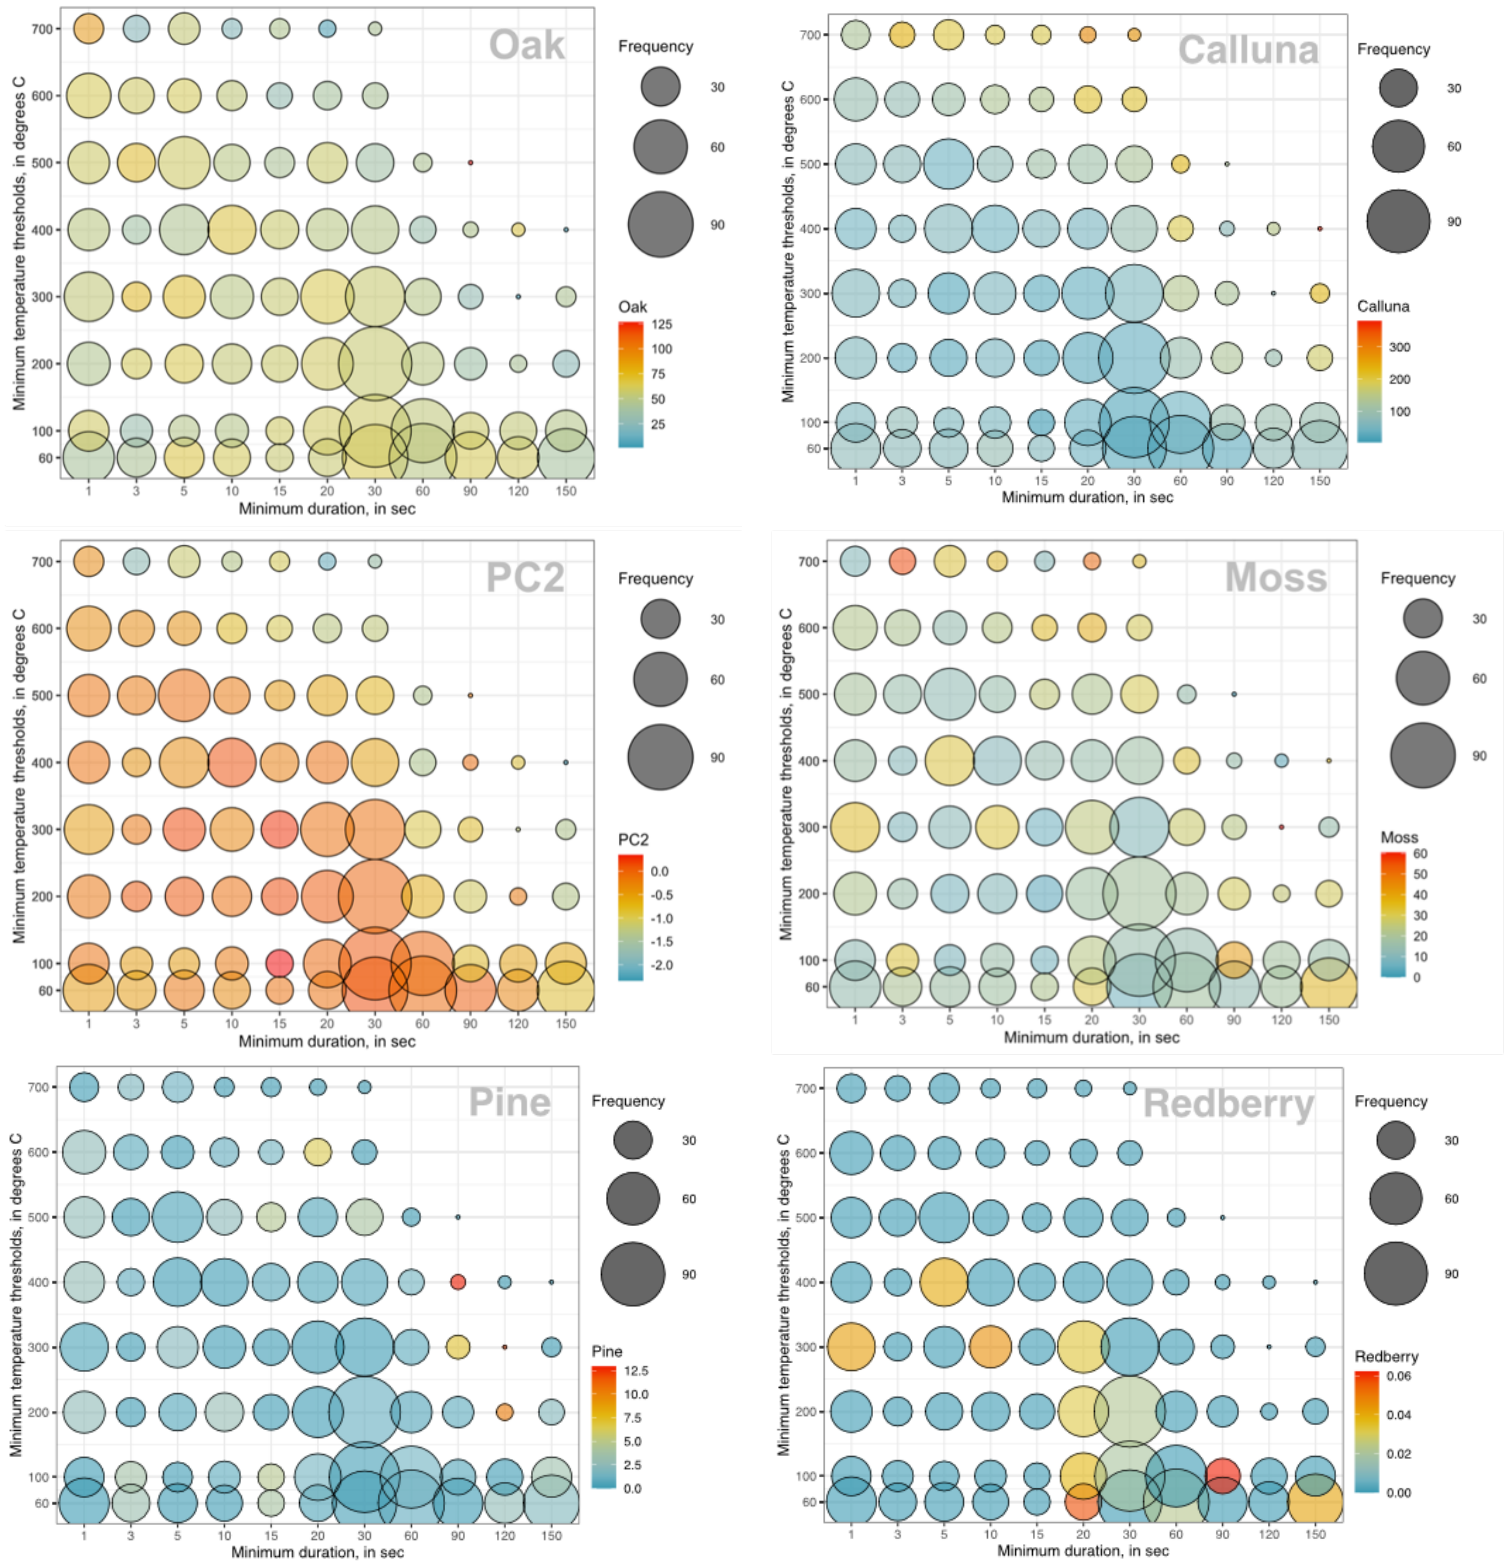 Oak
Minimum temperature thresholds, in degrees C
700
600
500
400
300
200
100
60
1 3 5 10 15 20 30 60 90 120 150
Minimum duration, in sec
Frequency
30
60
90
Oak
125
100
75
50
25
Calluna
Minimum temperature thresholds, in degrees C
700
600
500
400
300
200
100
60
1 3 5 10 15 20 30 60 90 120 150
Minimum duration, in sec
Frequency
30
60
90
Calluna
300
200
100
PC2
Minimum temperature thresholds, in degrees C
700
600
500
400
300
200
100
60
1 3 5 10 15 20 30 60 90 120 150
Minimum duration, in sec
Frequency
30
60
90
PC2
0.0
-0.5
-1.0
-1.5
-2.0
Moss
Minimum temperature thresholds, in degrees C
700
600
500
400
300
200
100
60
1 3 5 10 15 20 30 60 90 120 150
Minimum duration, in sec
Frequency
30
60
90
Moss
60
50
40
30
20
10
0
Pine
Minimum temperature thresholds, in degrees C
700
600
500
400
300
200
100
60
1 3 5 10 15 20 30 60 90 120 150
Minimum duration, in sec
Frequency
30
60
90
Pine
12.5
10.0
7.5
5.0
2.5
0.0
Redberry
Minimum temperature thresholds, in degrees C
700
600
500
400
300
200
100
60
1 3 5 10 15 20 30 60 90 120 150
Minimum duration, in sec
Frequency
30
60
90
Redberry
0.06
0.04
0.02
0.00